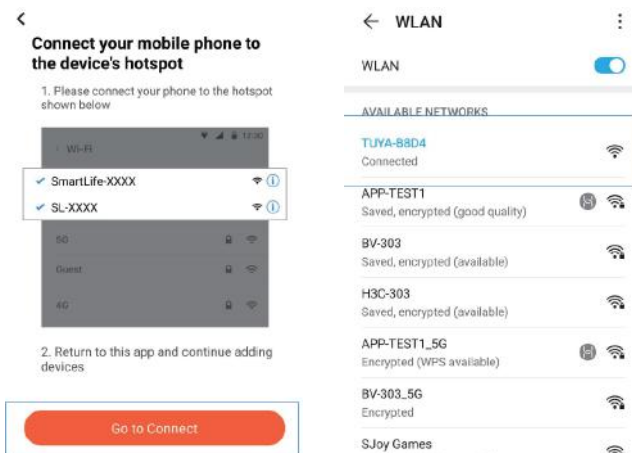 Connect your mobile phone to
the device's hotspot
1. Please connect your phone to the hotspot
shown below
Wi-Fi
12:30
SmartLife-XXXX
SL-XXXX
5G
Guest
4G
2. Return to this app and continue adding
devices
Go to Connect
WLAN
WLAN
AVAILABLE NETWORKS
TUYA-B8D4
Connected
APP-TEST1
Saved, encrypted (good quality)
BV-303
Saved, encrypted (available)
H3C-303
Saved, encrypted (available)
APP-TEST1_5G
Encrypted (WPS available)
BV-303_5G
Encrypted
SJoy Games